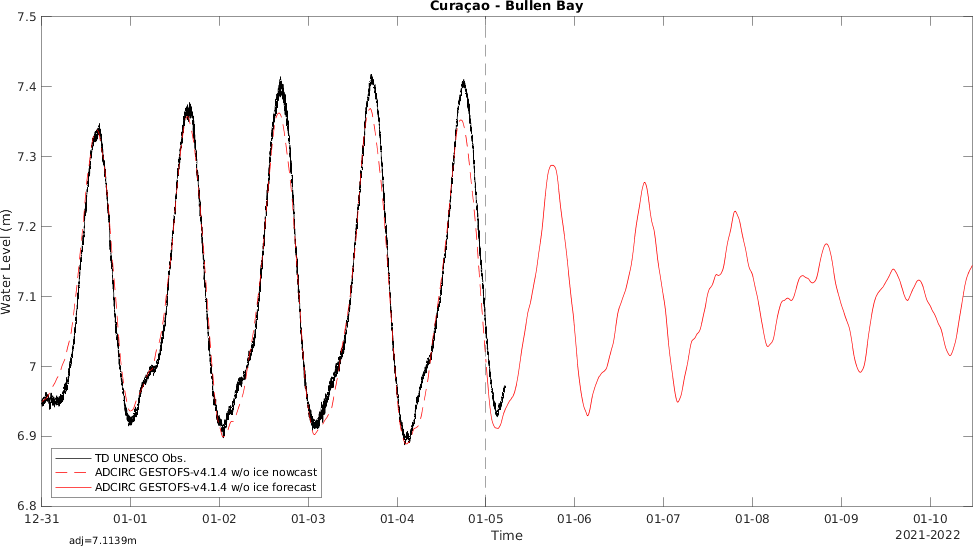 Curaçao - Bullen Bay
7.5
7.4
7.3
7.2
7.1
7
6.9
6.8
Water Level (m)
TD UNESCO Obs.
ADCIRC GESTOFS-v4.1.4 w/o ice nowcast
ADCIRC GESTOFS-v4.1.4 w/o ice forecast
12-31 01-01 01-02 01-03 01-04 01-05 01-06 01-07 01-08 01-09 01-10
Time
2021-2022
adj=7.1139m